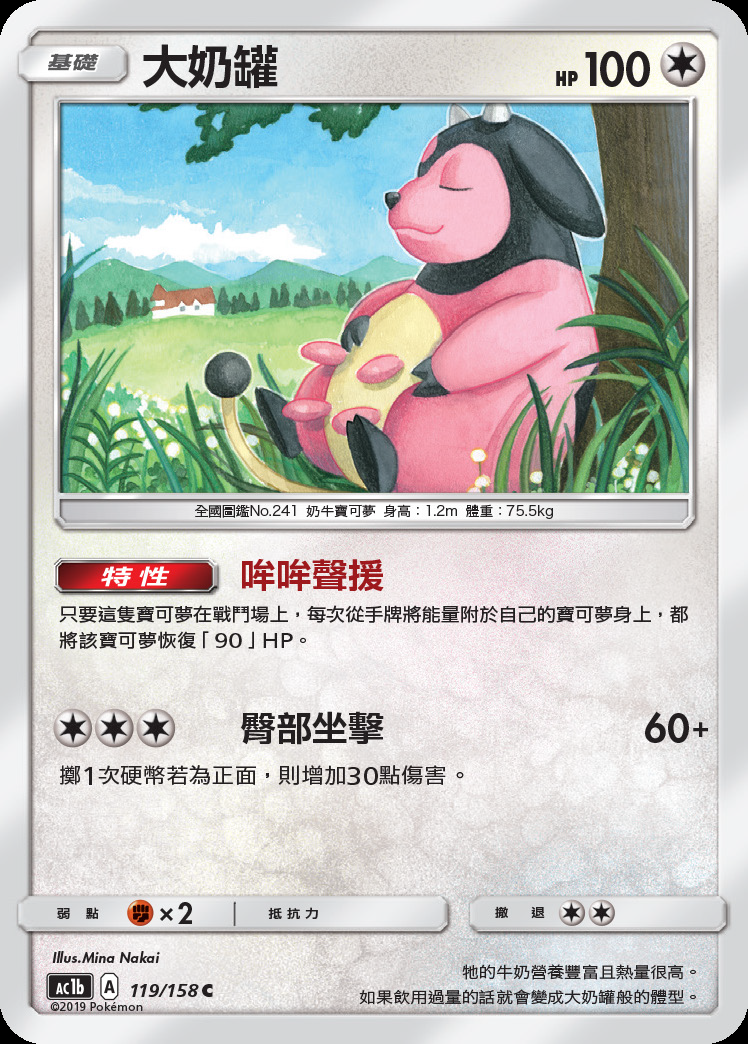 基礎 大奶罐 HP 100
全國圖鑑No.241 奶牛寶可夢 身高：1.2m 體重：75.5kg
特性 哞哞聲援
只要這隻寶可夢在戰鬥場上，每次從手牌將能量附於自己的寶可夢身上，都
將該寶可夢恢復「90」HP。
臀部坐擊 60+
擲1次硬幣若為正面，則增加30點傷害。
弱點 ×2 抵抗力 撤退
Illus.Mina Nakai
牠的牛奶營養豐富且熱量很高。
AC1b A 119/158 C
如果飲用過量的話就會變成大奶罐般的體型。
©2019 Pokémon